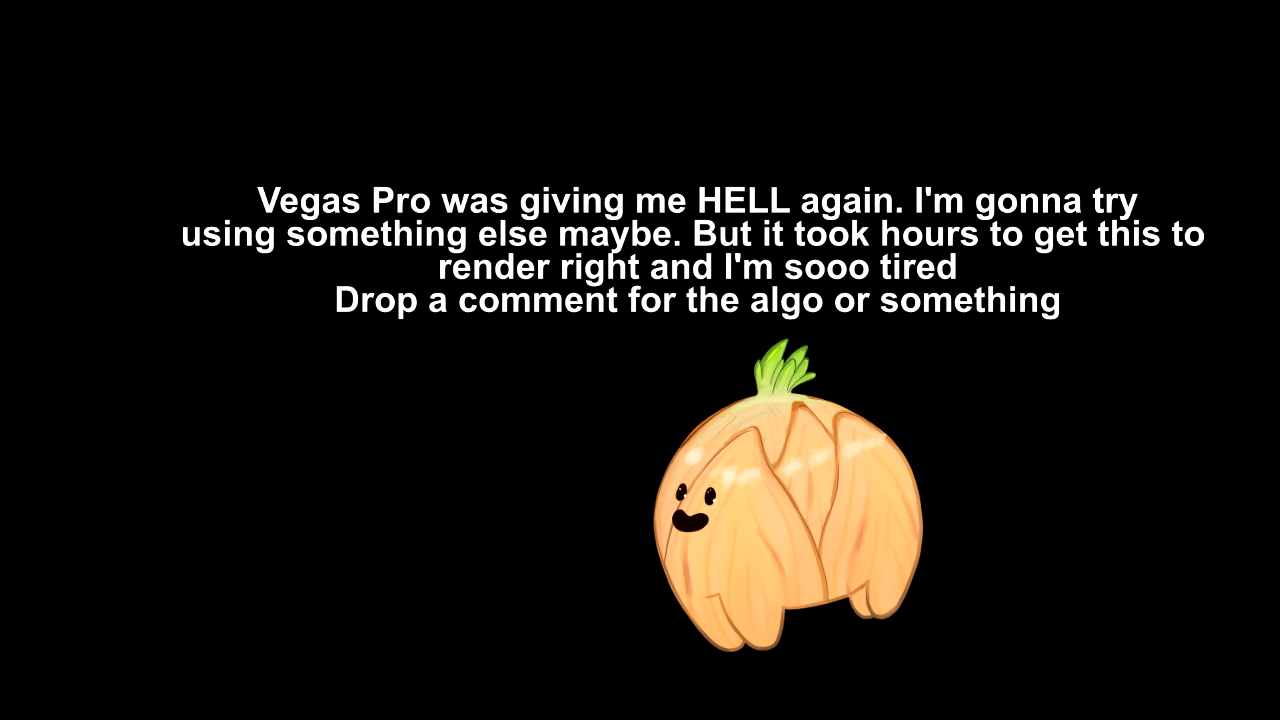 Vegas Pro was giving me HELL again. I'm gonna try
using something else maybe. But it took hours to get this to
render right and I'm sooo tired
Drop a comment for the algo or something